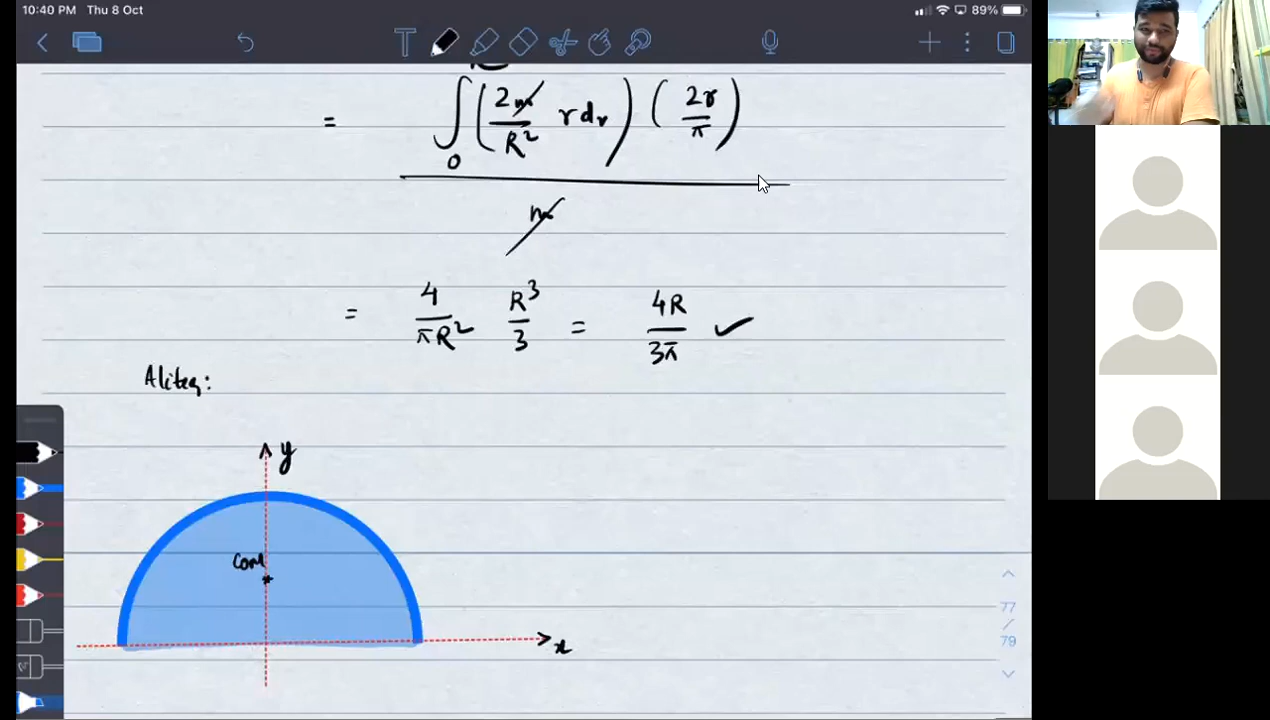 10:40 PM Thu 8 Oct 89%
= ∫₀ (2m/R² r dr) (2r/π)
m
= 4/πR² R³/3 = 4R/3π ✓
y
COM
x
77
/
79